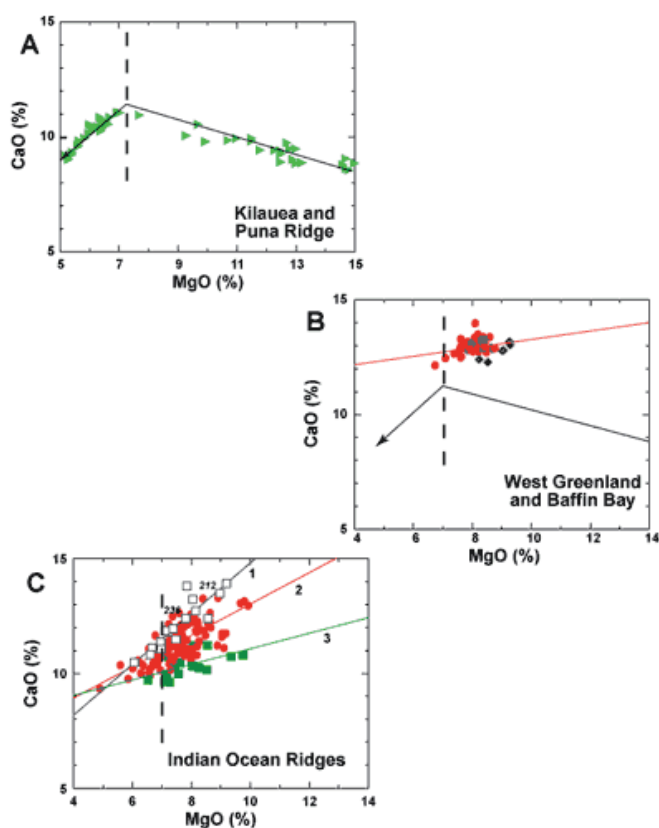 A
15
10
5
CaO (%)
Kilauea and
Puna Ridge
5 7 9 11 13 15
MgO (%)
B
15
10
5
CaO (%)
West Greenland
and Baffin Bay
4 6 8 10 12 14
MgO (%)
C
15
10
5
CaO (%)
212
236
1
2
3
Indian Ocean Ridges
4 6 8 10 12 14
MgO (%)